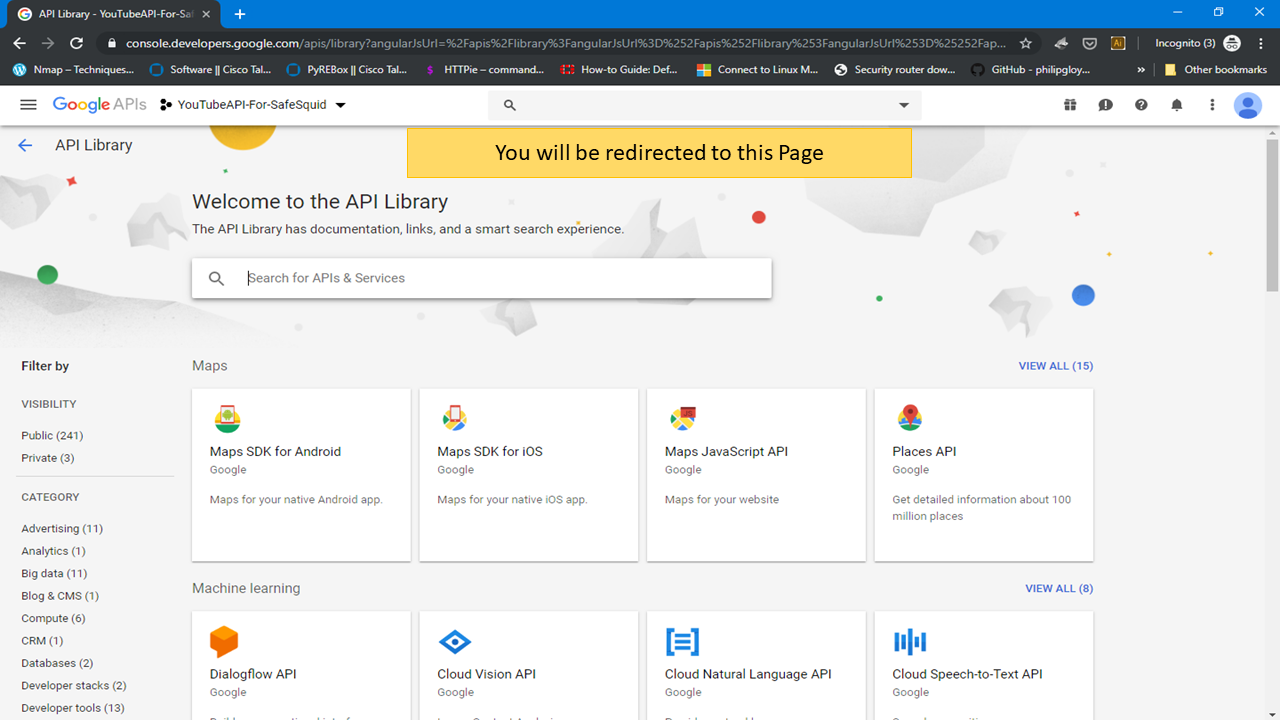 API Library - YouTubeAPI-For-Saf
console.developers.google.com/apis/library?angularJsUrl=%2Fapis%2Flibrary%3FangularJsUrl%3D%252Fapis%252Flibrary%253FangularJsUrl%253D%25252Fap...
Incognito (3)
Nmap – Techniques...
Software || Cisco Tal...
PyREBox || Cisco Tal...
HTTPie – command...
How-to Guide: Def...
Connect to Linux M...
Security router dow...
GitHub - philipgloy...
»
Other bookmarks
Google APIs
YouTubeAPI-For-SafeSquid
API Library
You will be redirected to this Page
Welcome to the API Library
The API Library has documentation, links, and a smart search experience.
Search for APIs & Services
Filter by
VISIBILITY
Public (241)
Private (3)
CATEGORY
Advertising (11)
Analytics (1)
Big data (11)
Blog & CMS (1)
Compute (6)
CRM (1)
Databases (2)
Developer stacks (2)
Developer tools (13)
Maps
VIEW ALL (15)
Maps SDK for Android
Google
Maps for your native Android app.
Maps SDK for iOS
Google
Maps for your native iOS app.
Maps JavaScript API
Google
Maps for your website
Places API
Google
Get detailed information about 100
million places
Machine learning
VIEW ALL (8)
Dialogflow API
Google
Cloud Vision API
Google
Cloud Natural Language API
Google
Cloud Speech-to-Text API
Google